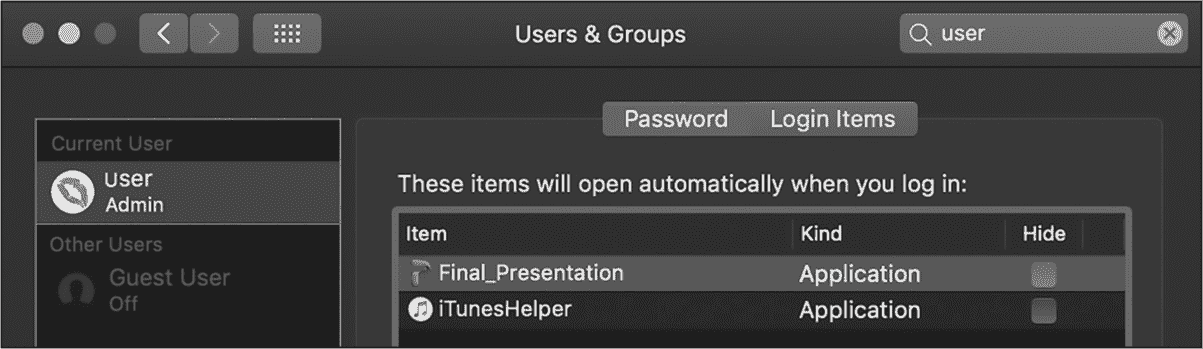 Users & Groups
user
Password Login Items
Current User
User
Admin
Other Users
Guest User
Off
These items will open automatically when you log in:
Item Kind Hide
Final_Presentation Application
iTunesHelper Application